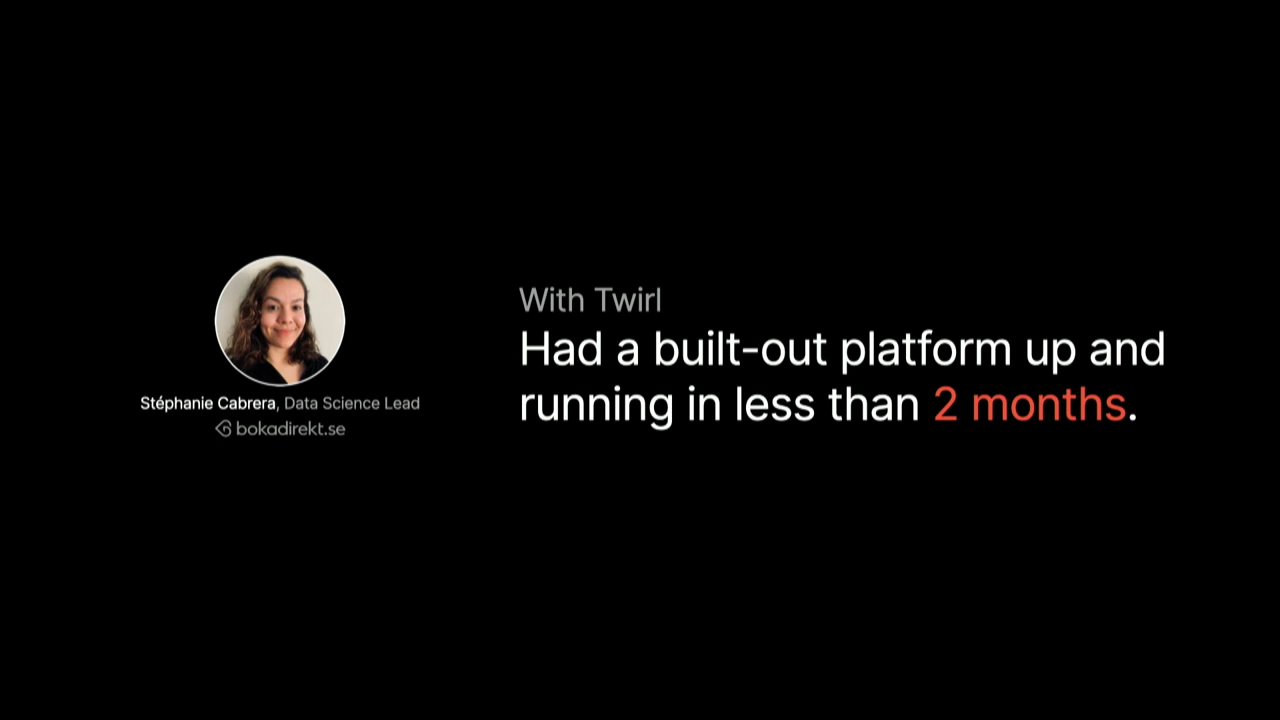 Stéphanie Cabrera, Data Science Lead
bokadirekt.se
With Twirl
Had a built-out platform up and
running in less than 2 months.